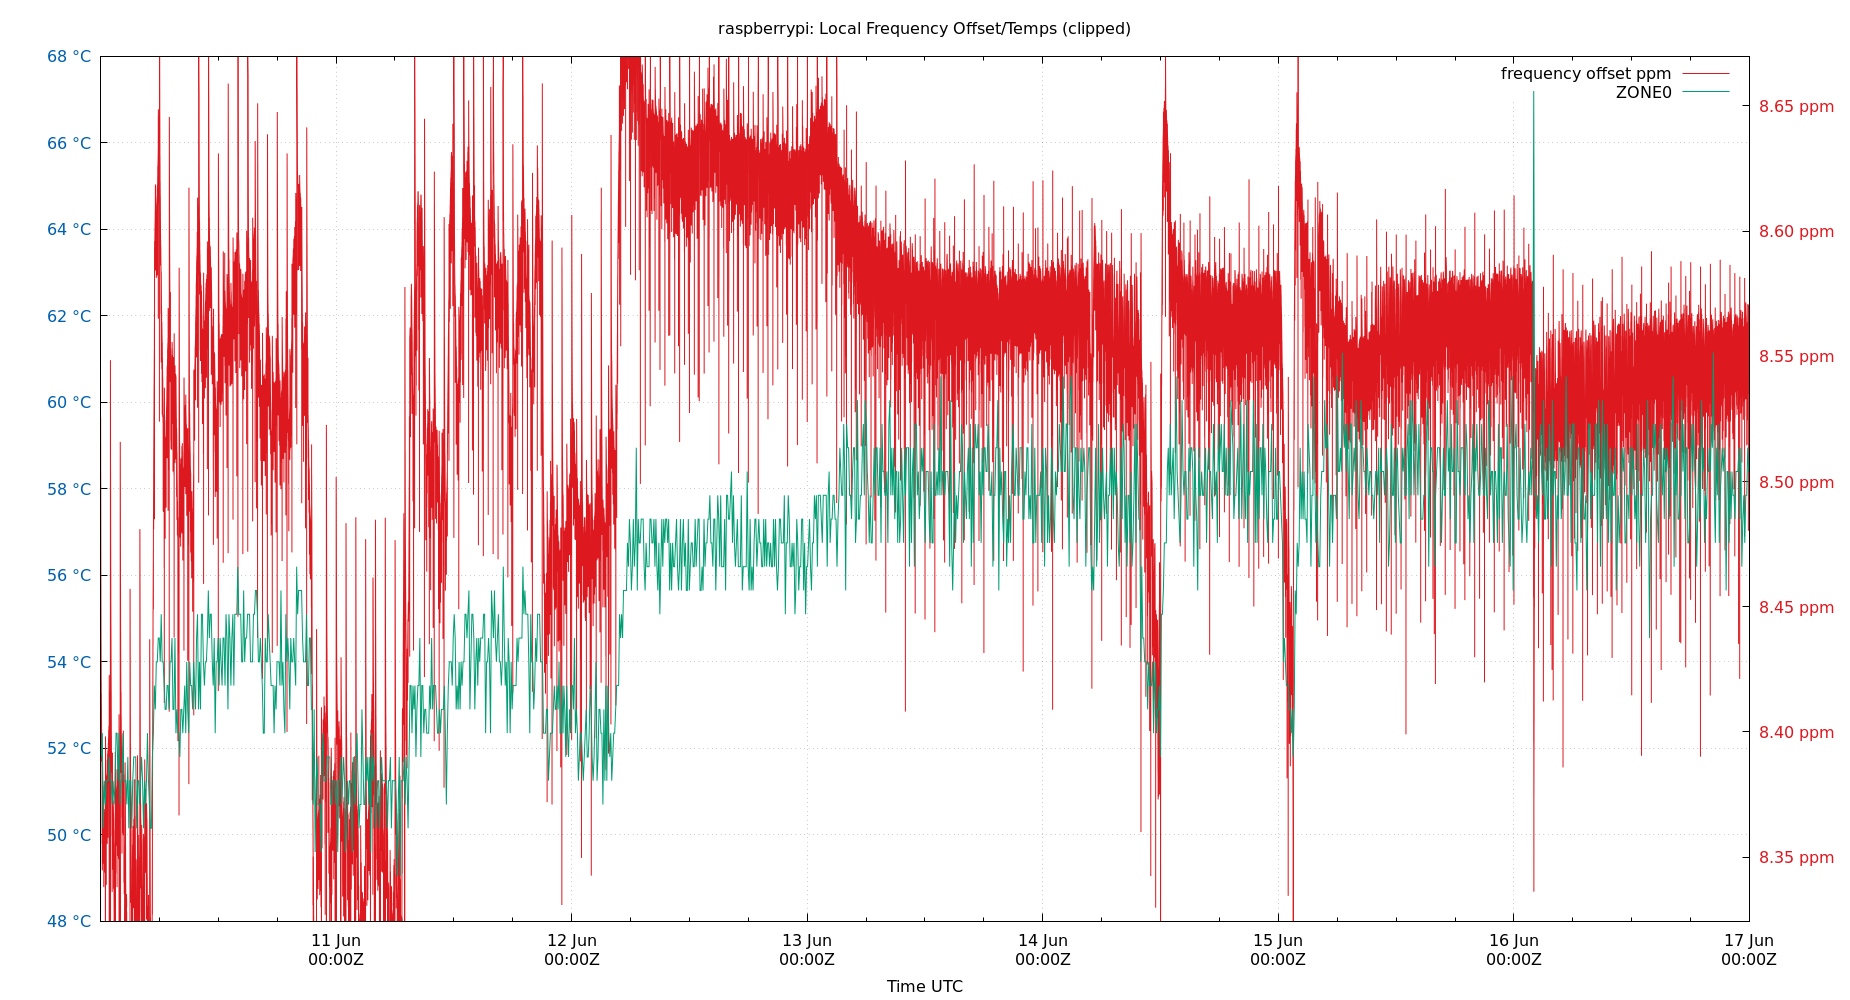 raspberrypi: Local Frequency Offset/Temps (clipped)
frequency offset ppm
ZONE0
68 °C
66 °C
64 °C
62 °C
60 °C
58 °C
56 °C
54 °C
52 °C
50 °C
48 °C
8.65 ppm
8.60 ppm
8.55 ppm
8.50 ppm
8.45 ppm
8.40 ppm
8.35 ppm
11 Jun
00:00Z
12 Jun
00:00Z
13 Jun
00:00Z
14 Jun
00:00Z
15 Jun
00:00Z
16 Jun
00:00Z
17 Jun
00:00Z
Time UTC